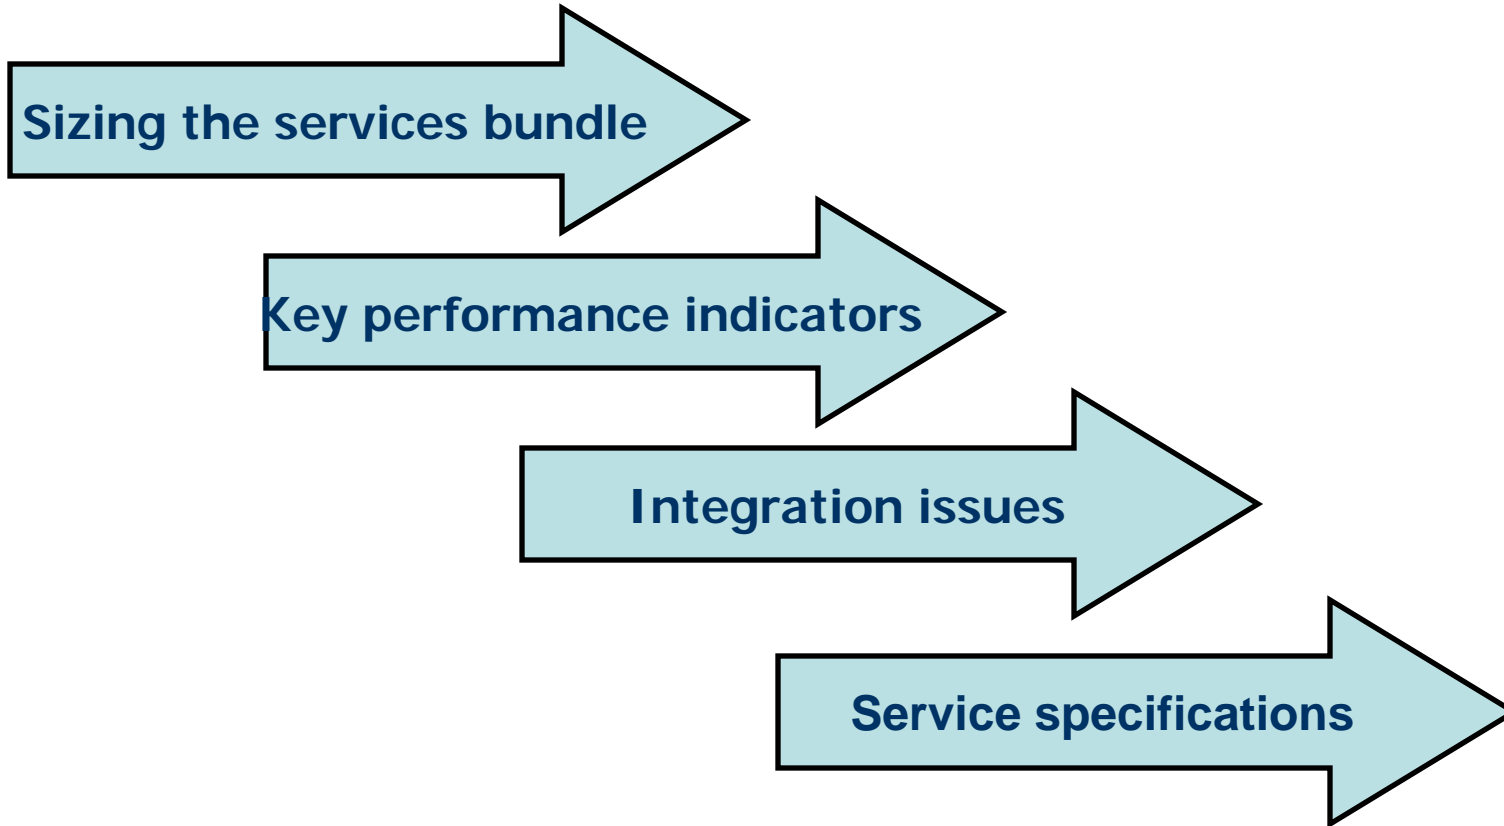 Sizing the services bundle
Key performance indicators
Integration issues
Service specifications